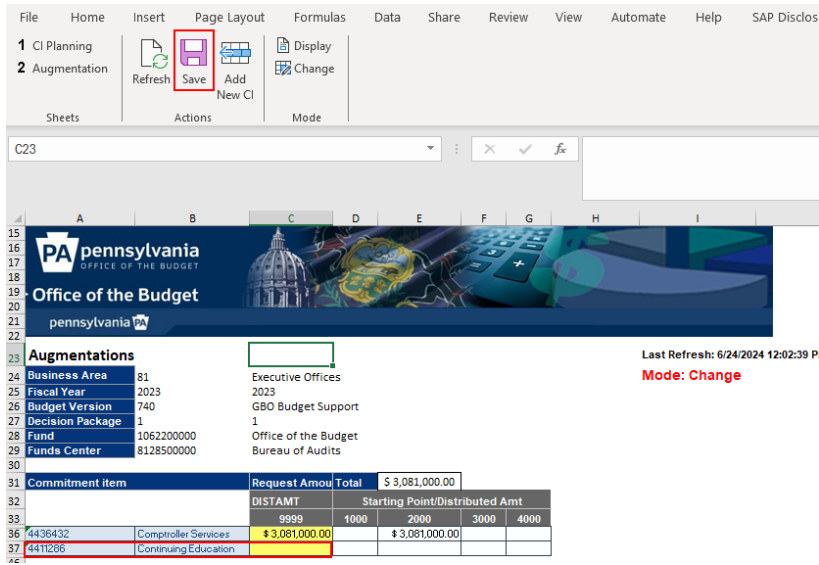 File Home Insert Page Layout Formulas Data Share Review View Automate Help SAP Disclos
1 CI Planning
2 Augmentation
Sheets
Refresh Save Add
New CI
Actions
Display
Change
Mode
C23 fx
A B C D E F G H I
15
16
17
18
19
20
21
22
PA pennsylvania
OFFICE OF THE BUDGET
Office of the Budget
pennsylvania PA
23 Augmentations Last Refresh: 6/24/2024 12:02:39 P
24 Business Area 81 Executive Offices Mode: Change
25 Fiscal Year 2023 2023
26 Budget Version 740 GBO Budget Support
27 Decision Package 1 1
28 Fund 1062200000 Office of the Budget
29 Funds Center 8128500000 Bureau of Audits
30
31 Commitment item Request Amou Total $ 3,081,000.00
32 DISTAMT Starting Point/Distributed Amt
33 9999 1000 2000 3000 4000
36 4436432 Comptroller Services $ 3,081,000.00 $ 3,081,000.00
37 4411286 Continuing Education